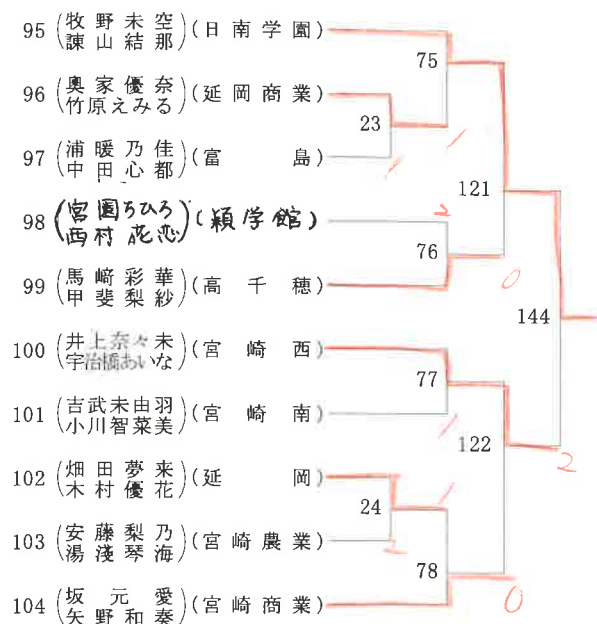 95 (牧野未空 諫山結那)(日南学園)
75
96 (奥家優奈 竹原えみる)(延岡商業)
23
97 (浦暖乃佳 中田心都)(富島)
1
1
121
98 (宮園ちひろ 西村花恋)(頴学館)
2
76
0
99 (馬﨑彩華 甲斐梨紗)(高千穂)
144
100 (井上奈々未 宇治橋あいな)(宮崎西)
77
101 (吉武未由羽 小川智菜美)(宮崎南)
1
122
2
102 (畑田夢来 木村優花)(延岡)
24
1
103 (安藤梨乃 湯淺琴海)(宮崎農業)
78
0
104 (坂元愛 矢野和奏)(宮崎商業)